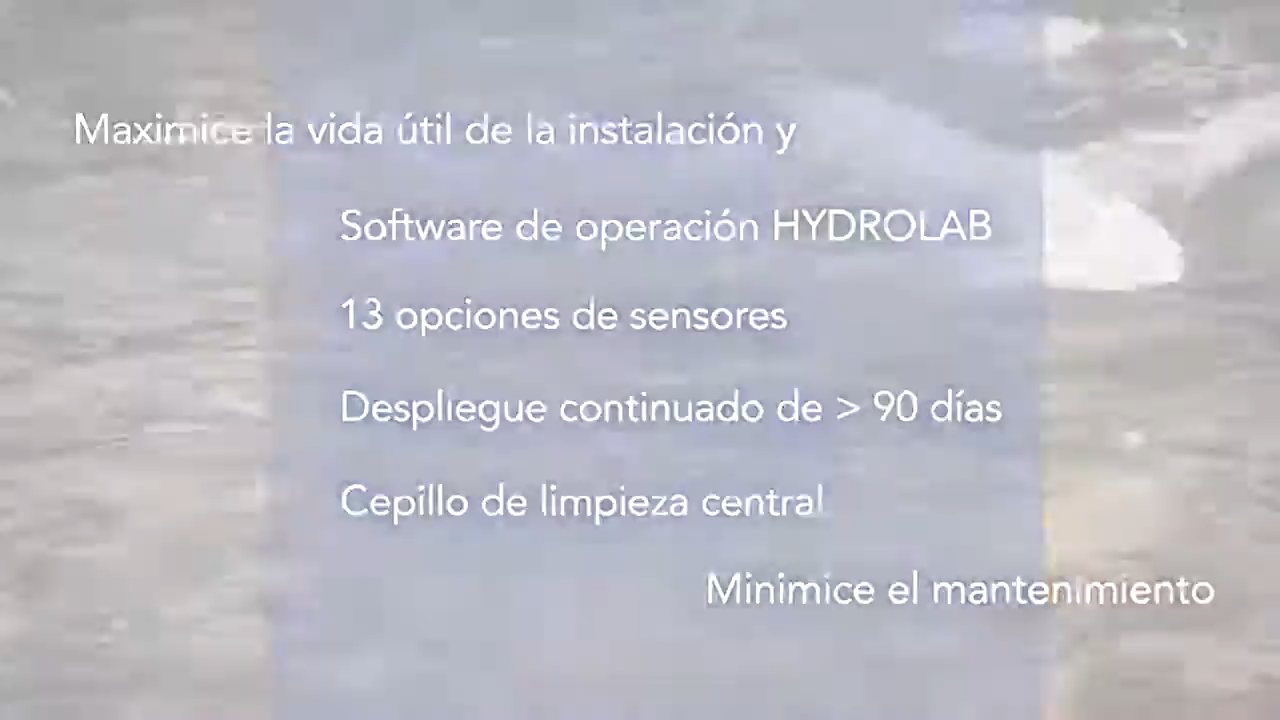 Maximice la vida útil de la instalación y
Software de operación HYDROLAB
13 opciones de sensores
Despliegue continuado de > 90 días
Cepillo de limpieza central
Minimice el mantenimiento